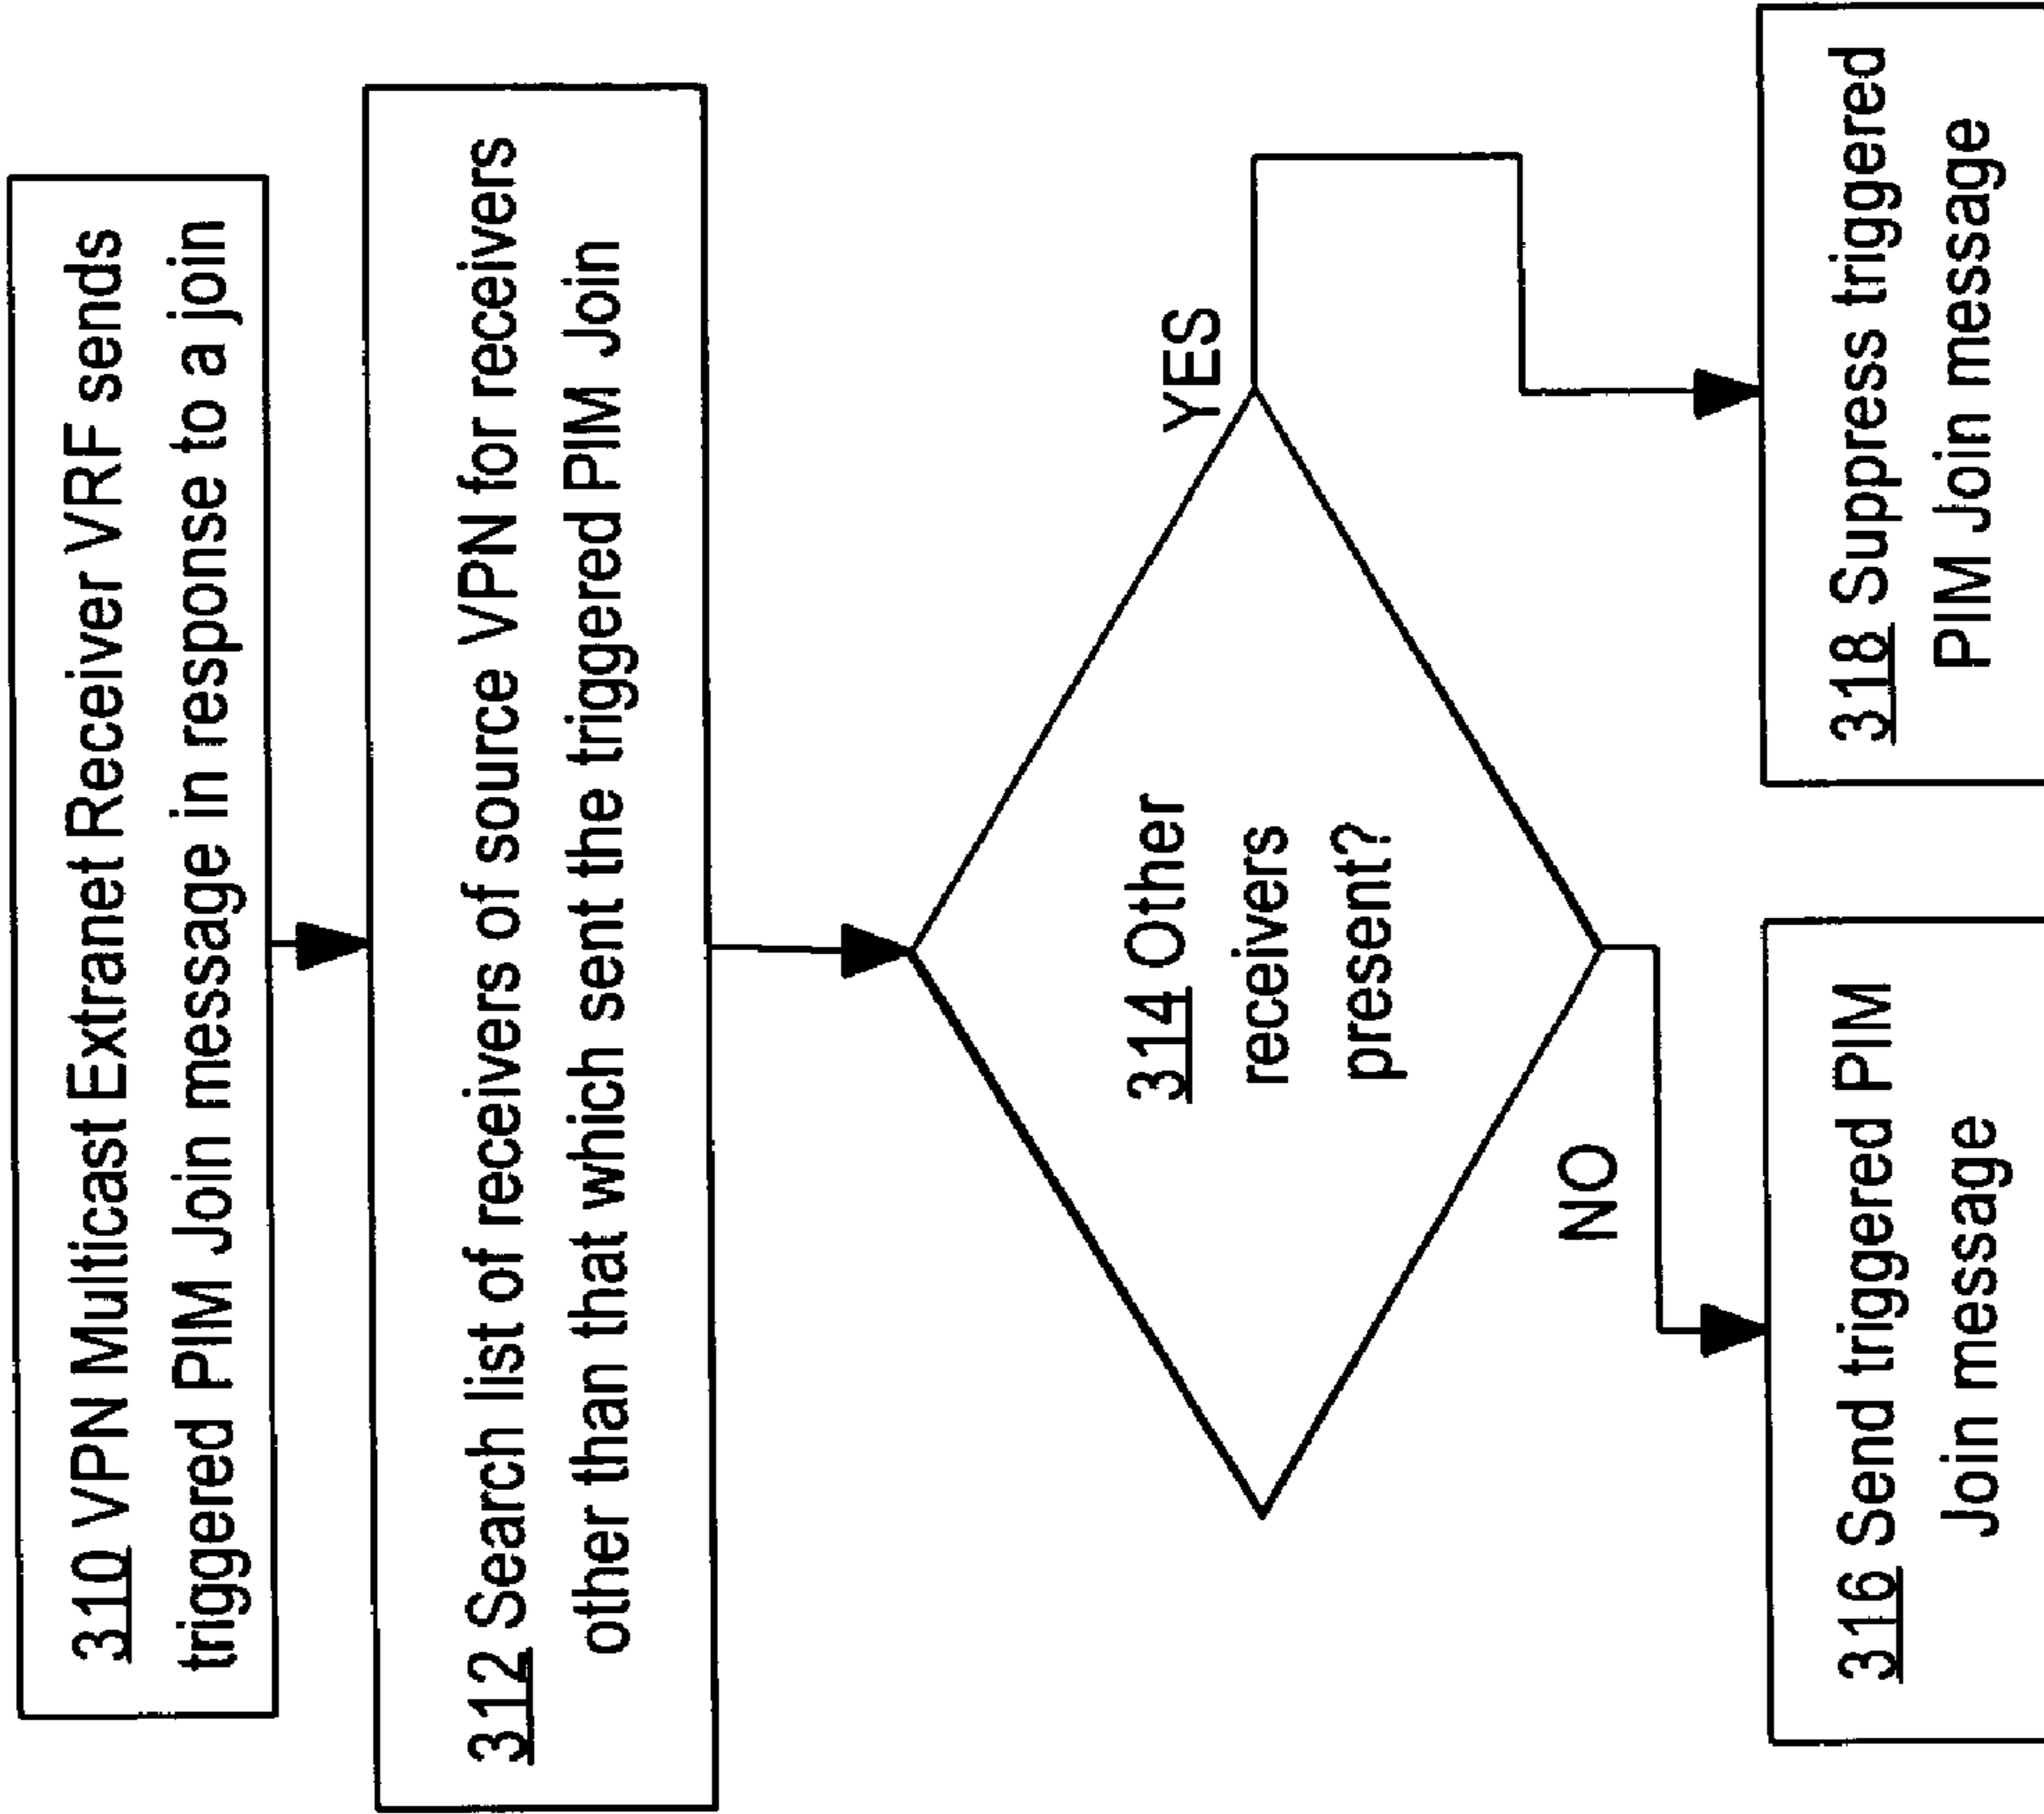 310 VPN Multicast Extranet Receiver VRF sends
triggered PIM Join message in response to a join
312 Search list of receivers of source VPN for receivers
other than that which sent the triggered PIM Join
314 Other
receivers
present?
YES
NO
316 Send triggered PIM
Join message
318 Suppress triggered
PIM Join message